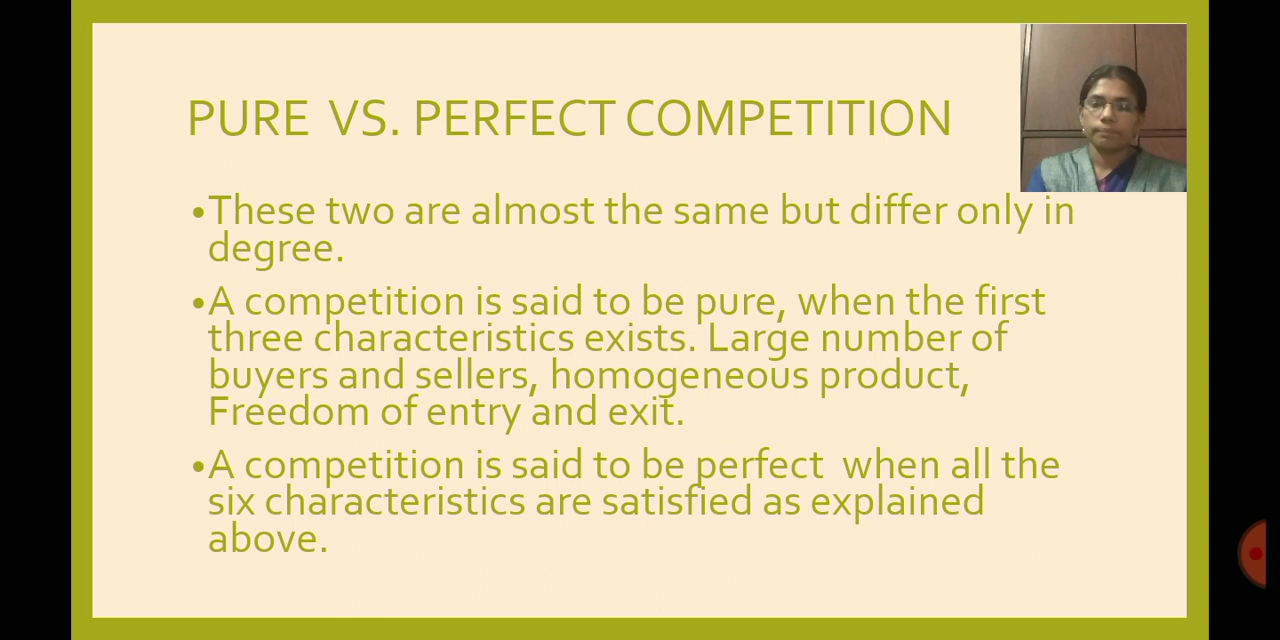 PURE  VS. PERFECT COMPETITION
•These two are almost the same but differ only in
degree.
•A competition is said to be pure, when the first
three characteristics exists. Large number of
buyers and sellers, homogeneous product,
Freedom of entry and exit.
•A competition is said to be perfect  when all the
six characteristics are satisfied as explained
above.